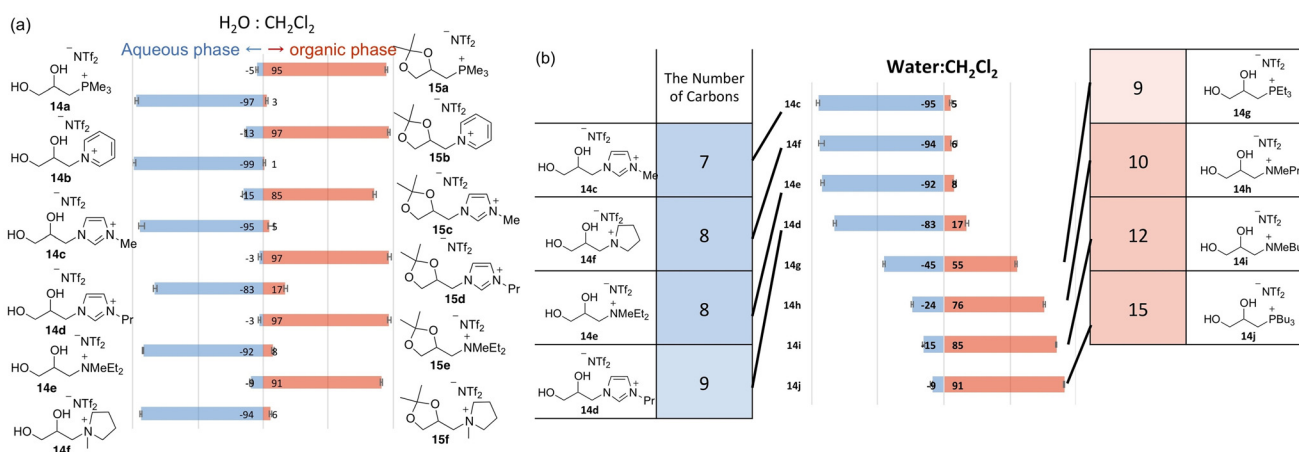 (a)
H₂O : CH₂Cl₂
Aqueous phase ← → organic phase
⁻NTf₂
OH
HO
⁺PMe₃
14a
⁻NTf₂
OH
HO
N⁺
14b
⁻NTf₂
OH
HO
N
N⁺
Me
14c
⁻NTf₂
OH
HO
N
N⁺
Pr
14d
⁻NTf₂
OH
HO
⁺NMeEt₂
14e
⁻NTf₂
OH
HO
N⁺
14f
-5 95
-97 3
-13 97
-99 1
-15 85
-95 5
-3 97
-83 17
-3 97
-92 8
-9 91
-94 6
⁻NTf₂
O
O
⁺PMe₃
15a
⁻NTf₂
O
O
N⁺
15b
⁻NTf₂
O
O
N
N⁺
Me
15c
⁻NTf₂
O
O
N
N⁺
Pr
15d
⁻NTf₂
O
O
⁺NMeEt₂
15e
⁻NTf₂
O
O
N⁺
15f
(b)
The Number
of Carbons
⁻NTf₂
OH
HO
N
N⁺
Me
14c
7
⁻NTf₂
OH
HO
N⁺
14f
8
⁻NTf₂
OH
HO
⁺NMeEt₂
14e
8
⁻NTf₂
OH
HO
N
N⁺
Pr
14d
9
Water:CH₂Cl₂
14c -95 5
14f -94 6
14e -92 8
14d -83 17
14g -45 55
14h -24 76
14i -15 85
14j -9 91
9
⁻NTf₂
OH
HO
⁺PEt₃
14g
10
⁻NTf₂
OH
HO
⁺NMePr
14h
12
⁻NTf₂
OH
HO
⁺NMeBu
14i
15
⁻NTf₂
OH
HO
⁺PBu₃
14j